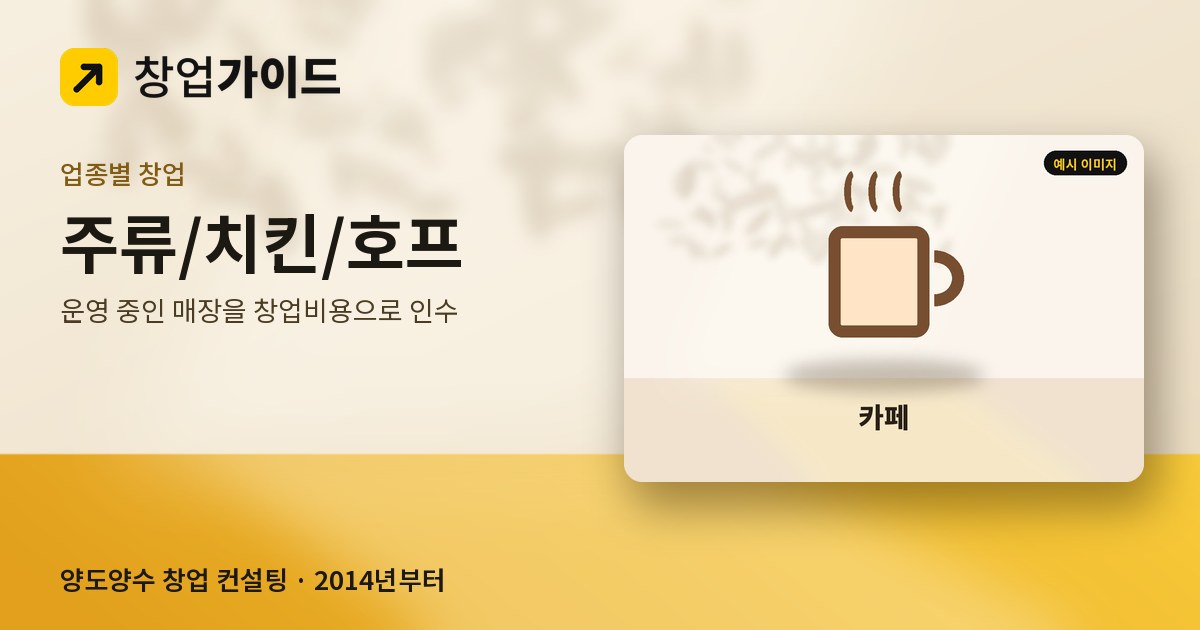 창업가이드
업종별 창업
주류/치킨/호프
운영 중인 매장을 창업비용으로 인수
예시 이미지
카페
양도양수 창업 컨설팅 · 2014년부터